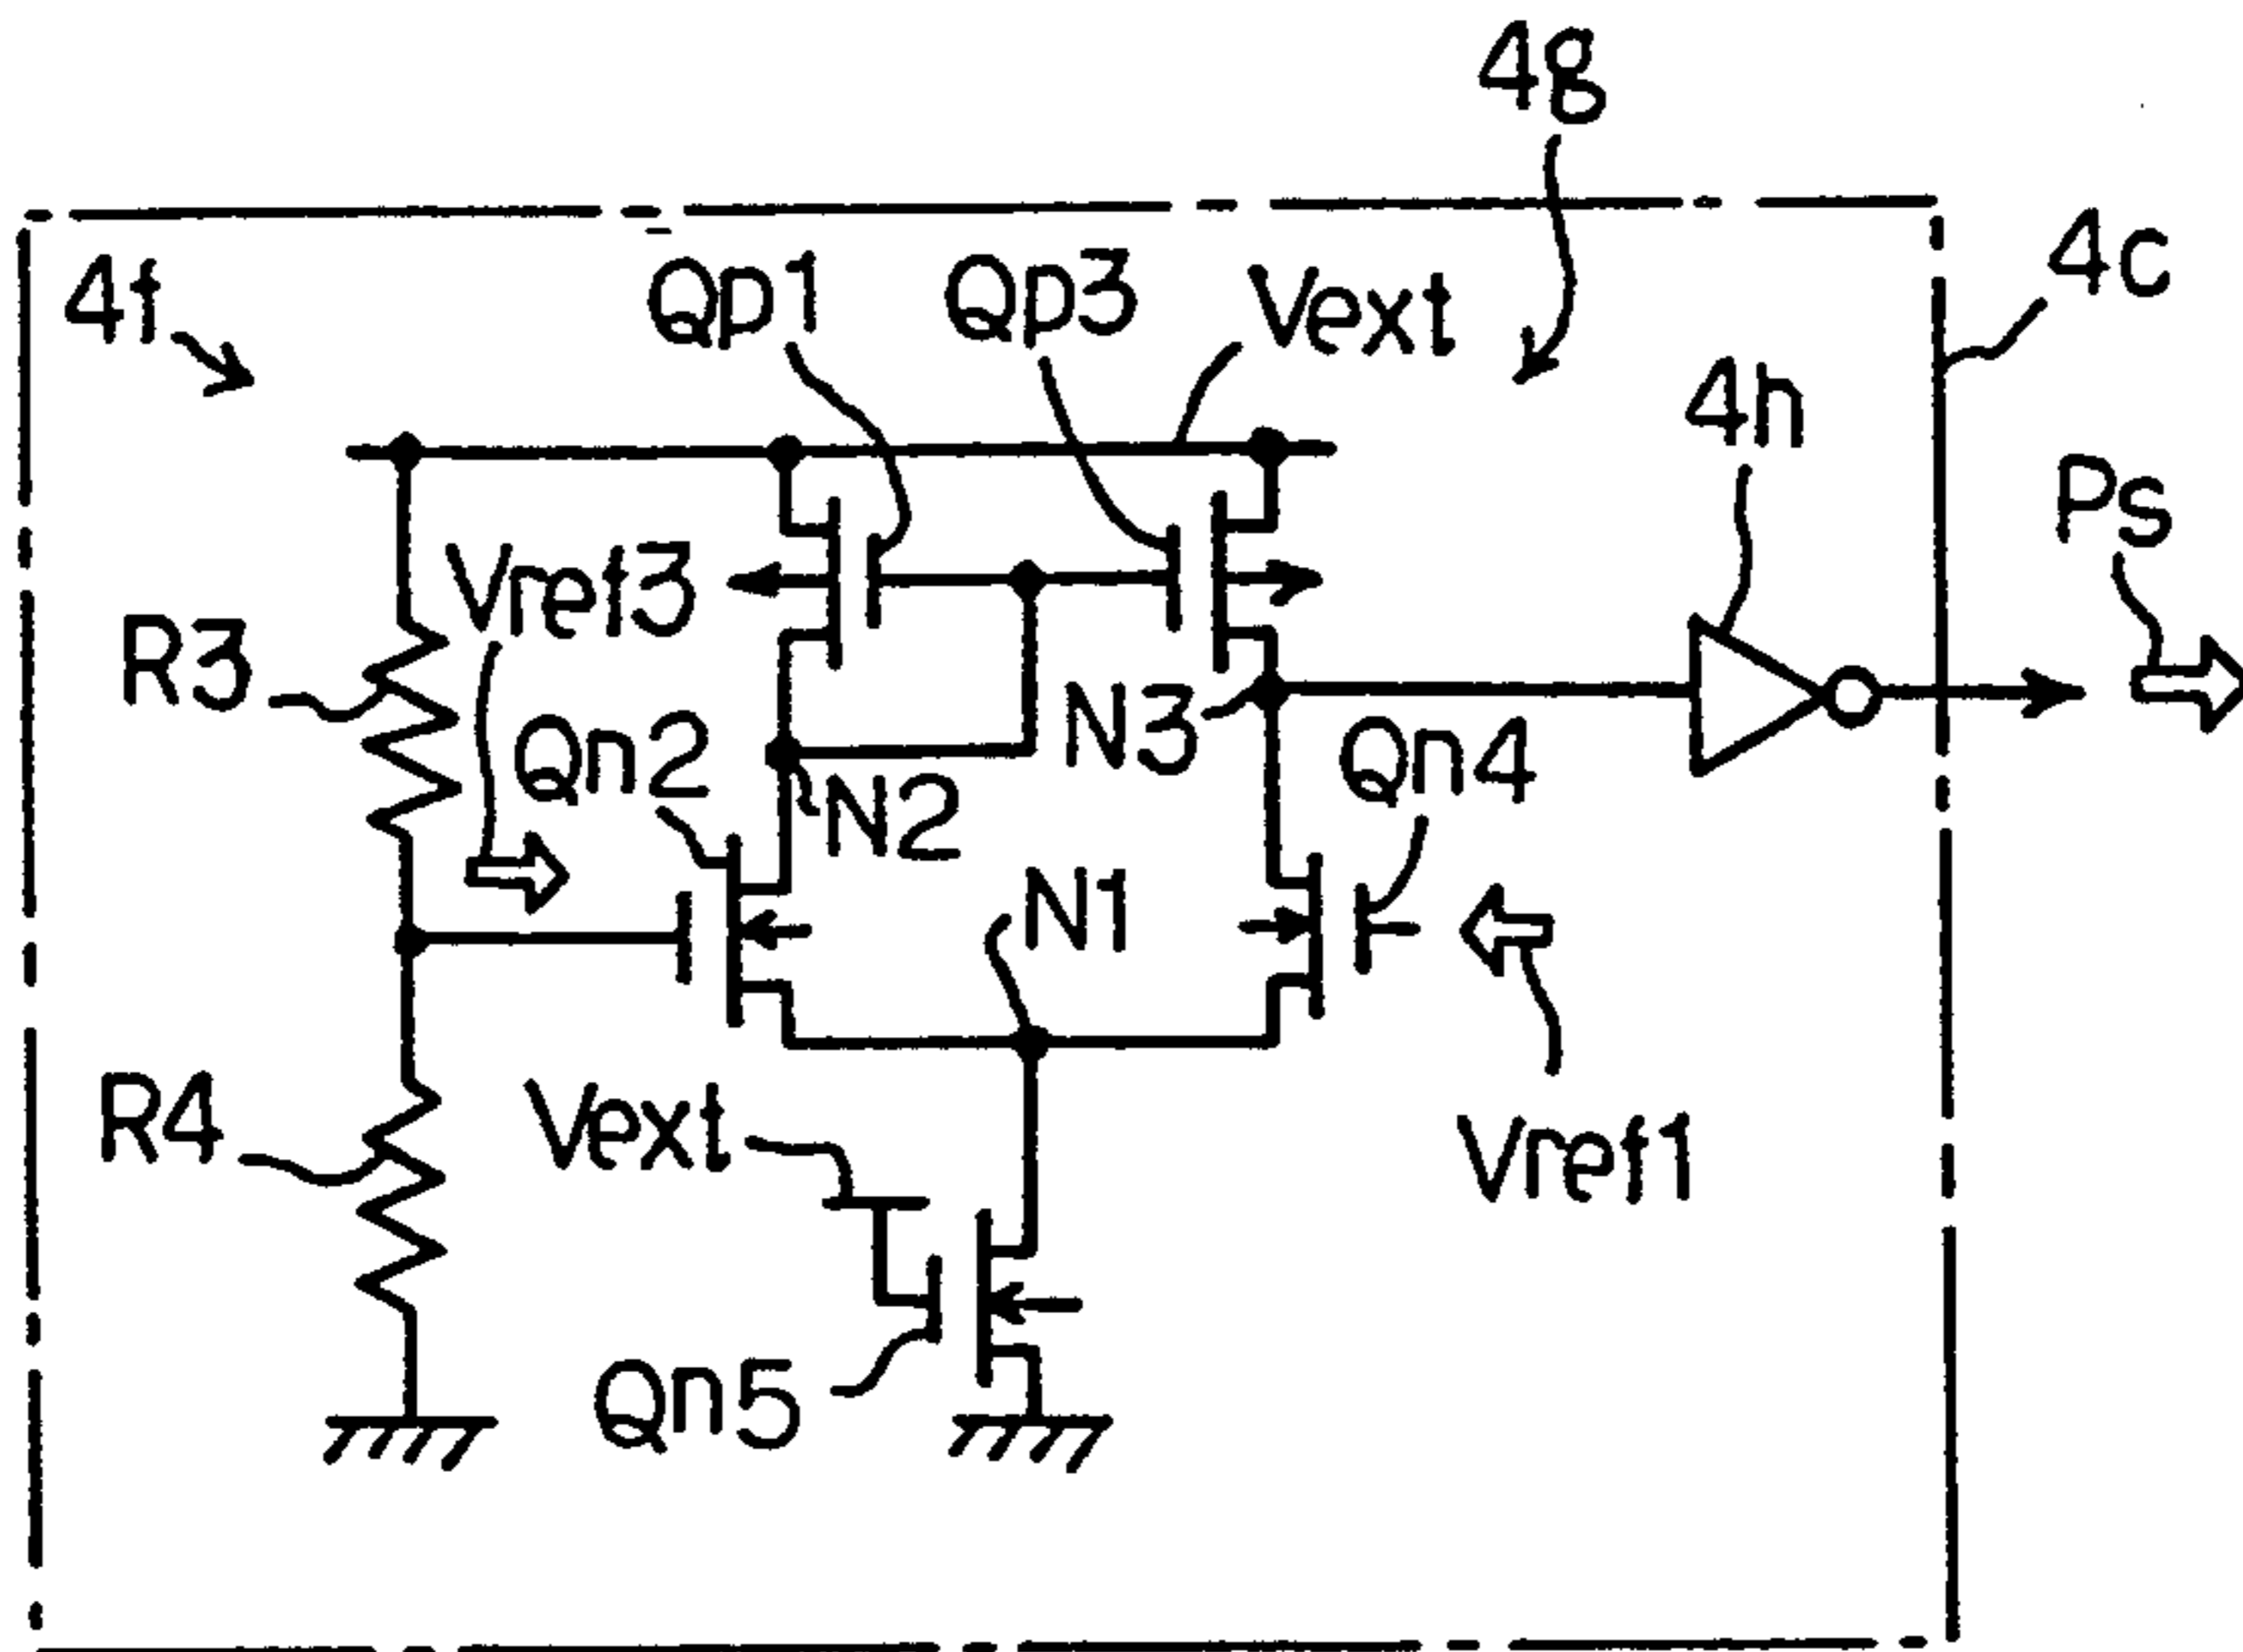 4g
4f
Qp1
Qp3
Vext
4c
4h
Ps
Vref3
R3
Qn2
N3
Qn4
N2
N1
R4
Vext
Vref1
Qn5